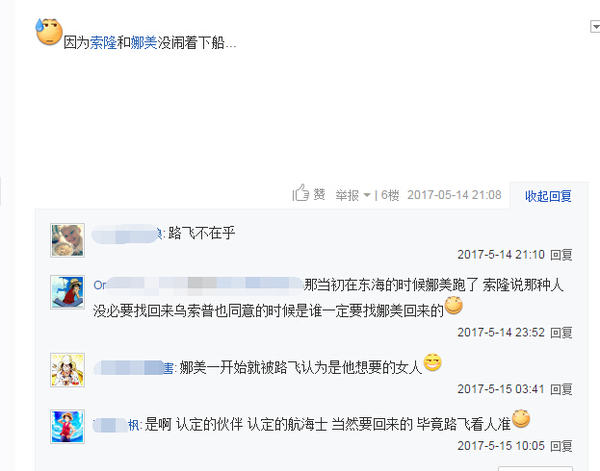 因为索隆和娜美没闹着下船...
赞 举报 | 6楼 2017-05-14 21:08 收起回复
: 路飞不在乎
2017-5-14 21:10 回复
Or 那当初在东海的时候娜美跑了 索隆说那种人
没必要找回来乌索普也同意的时候是谁一定要找娜美回来的
2017-5-14 23:52 回复
害: 娜美一开始就被路飞认为是他想要的女人
2017-5-15 03:41 回复
枫: 是啊 认定的伙伴 认定的航海士 当然要回来的 毕竟路飞看人准
2017-5-15 10:05 回复